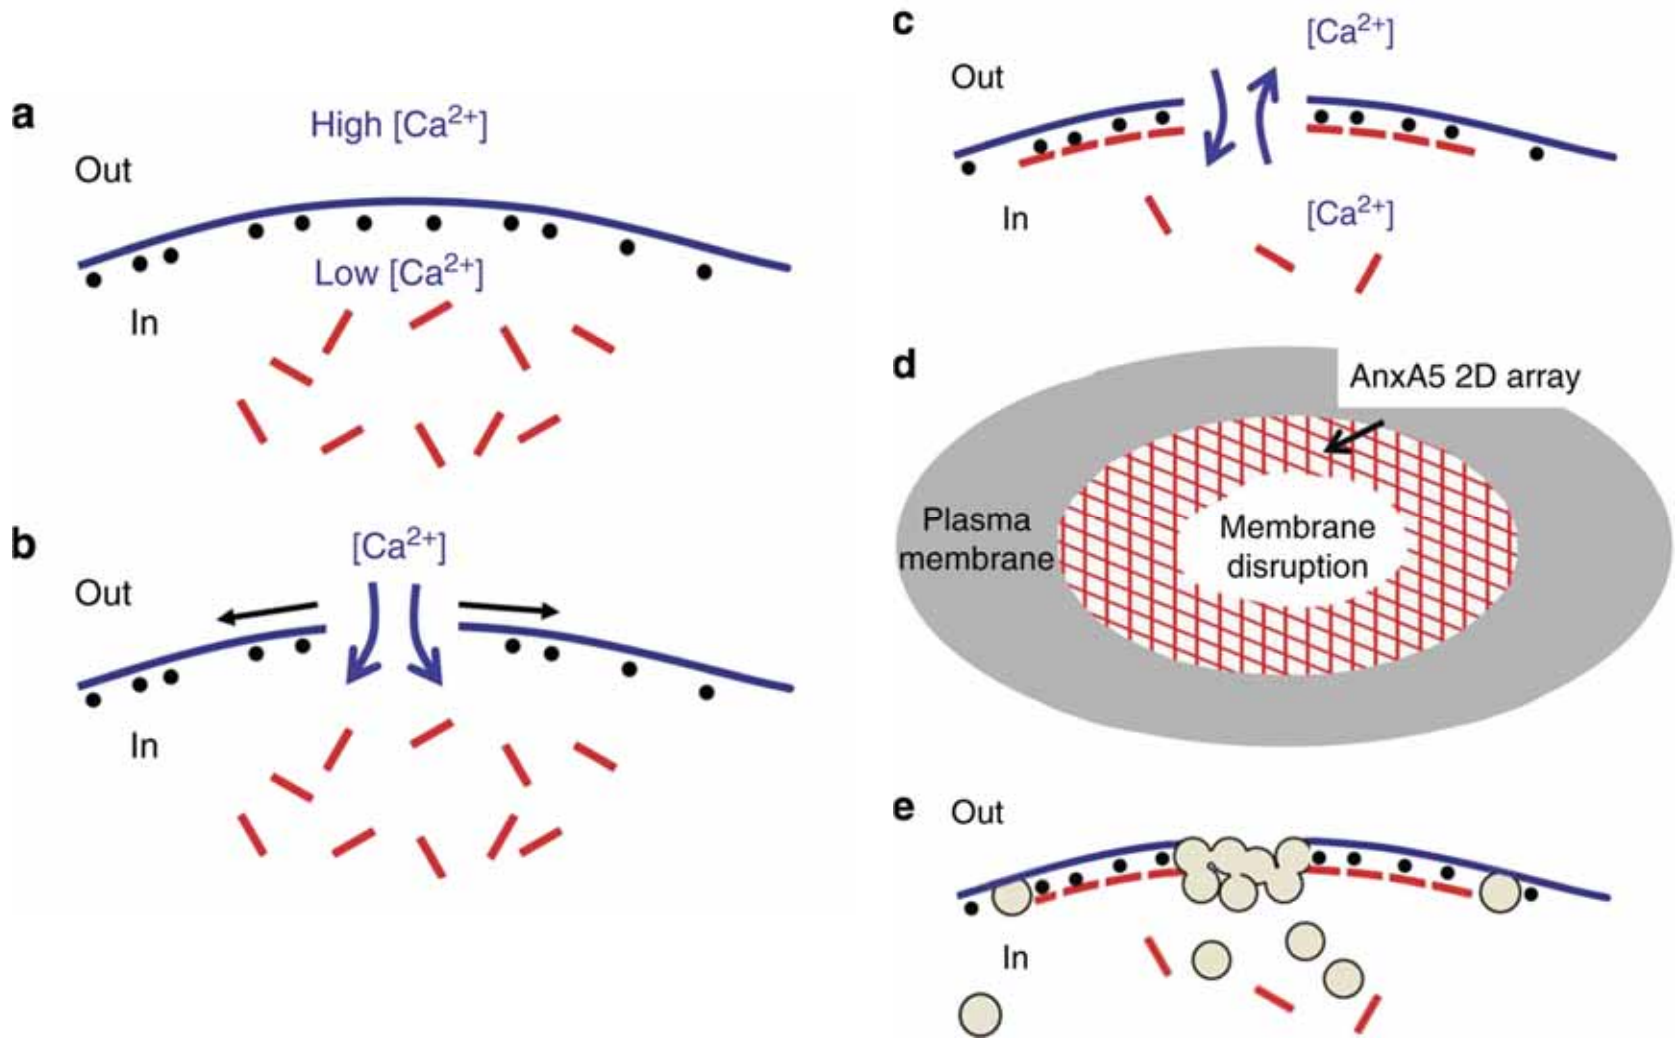 a
High [Ca²⁺]
Out
Low [Ca²⁺]
In
b
[Ca²⁺]
Out
In
c
[Ca²⁺]
Out
In
[Ca²⁺]
d
AnxA5 2D array
Plasma
membrane
Membrane
disruption
e
Out
In